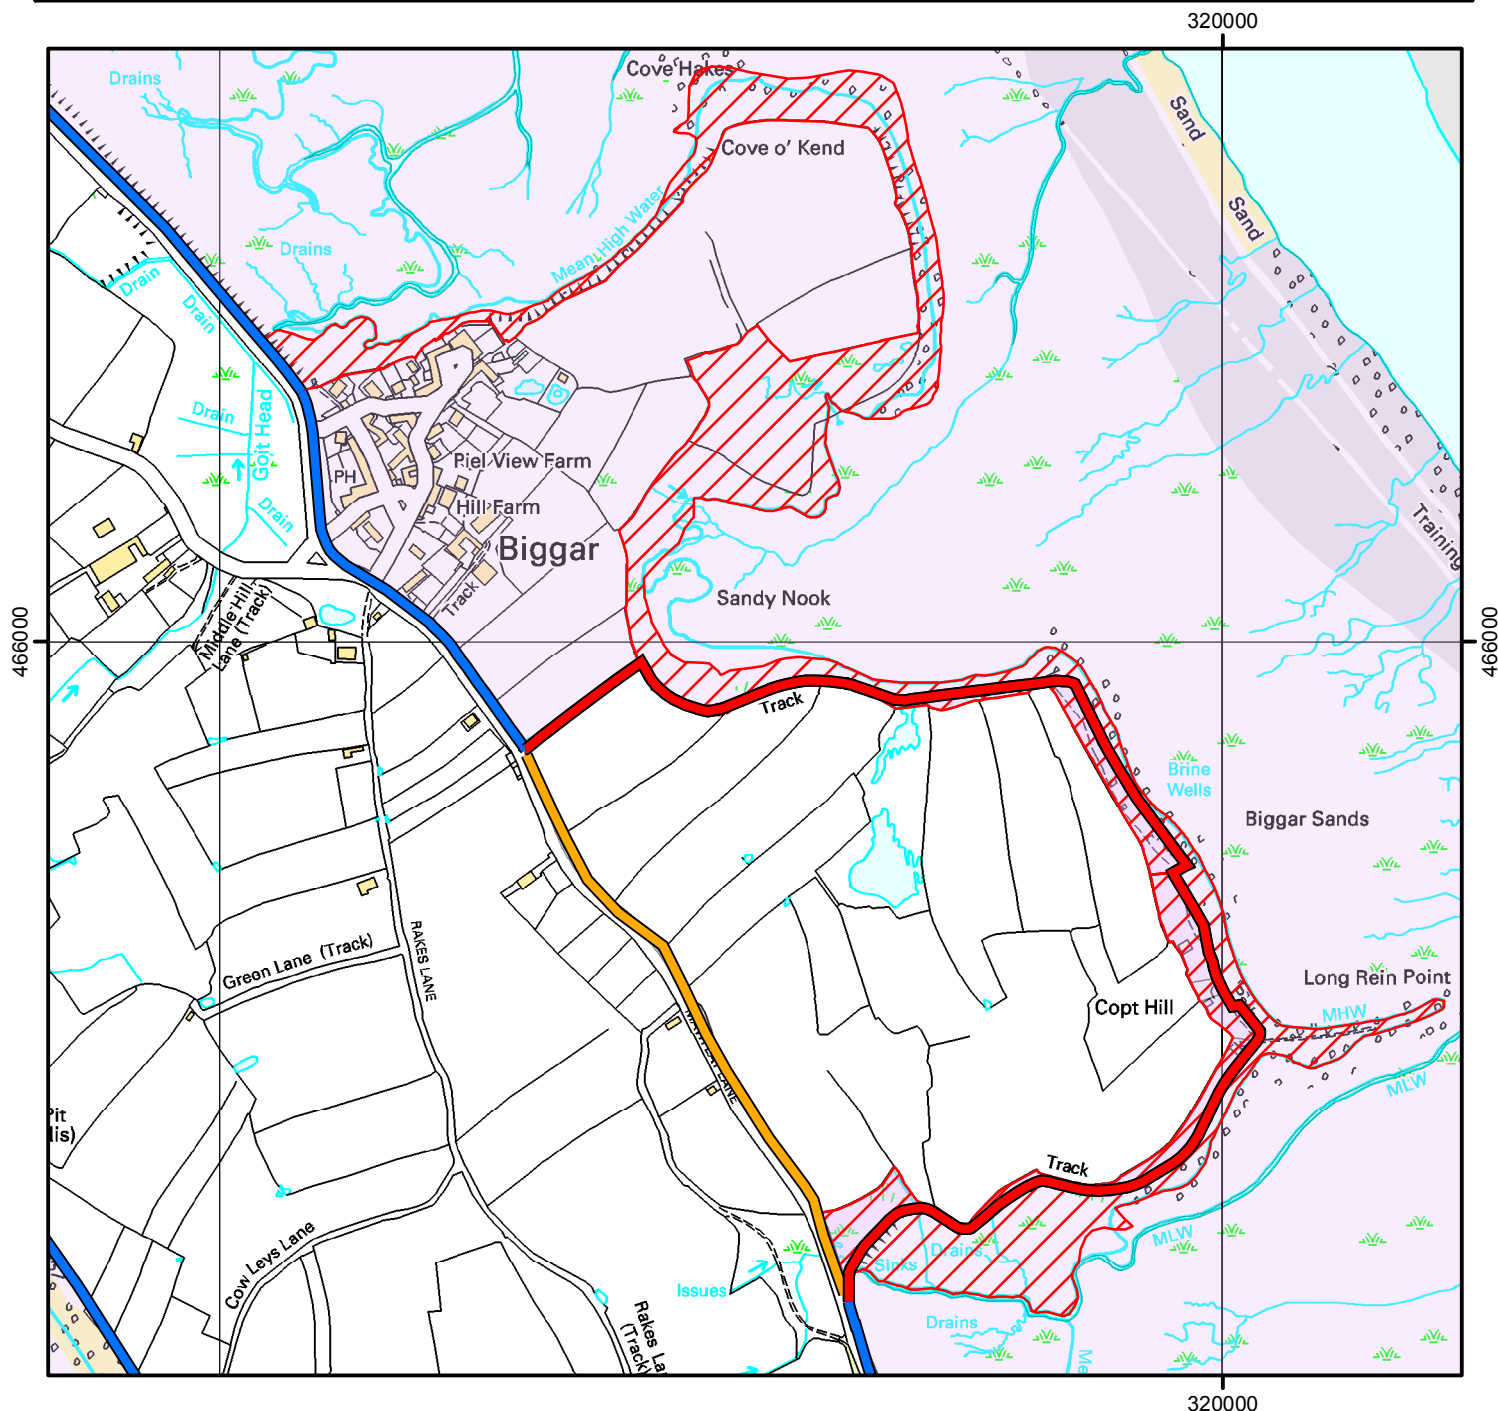 320000
Drains
Cove Hakes
Sand
Cove o' Kend
Sand
Mean High Water
Drains
Drain
Drain
Drain
Goit Head
Drain
PH
Piel View Farm
Hill Farm
Biggar
Training
Track
Sandy Nook
Middle Hill
Lane (Track)
466000
466000
Track
Brine
Wells
Biggar Sands
RAKES LANE
Green Lane (Track)
Long Rein Point
Copt Hill
MHW
MLW
Pit
lis)
LANE
Track
MLW
Drains
Sinks
Cow Leys Lane
Issues
Rakes La
(Track)
Drains
Me
320000